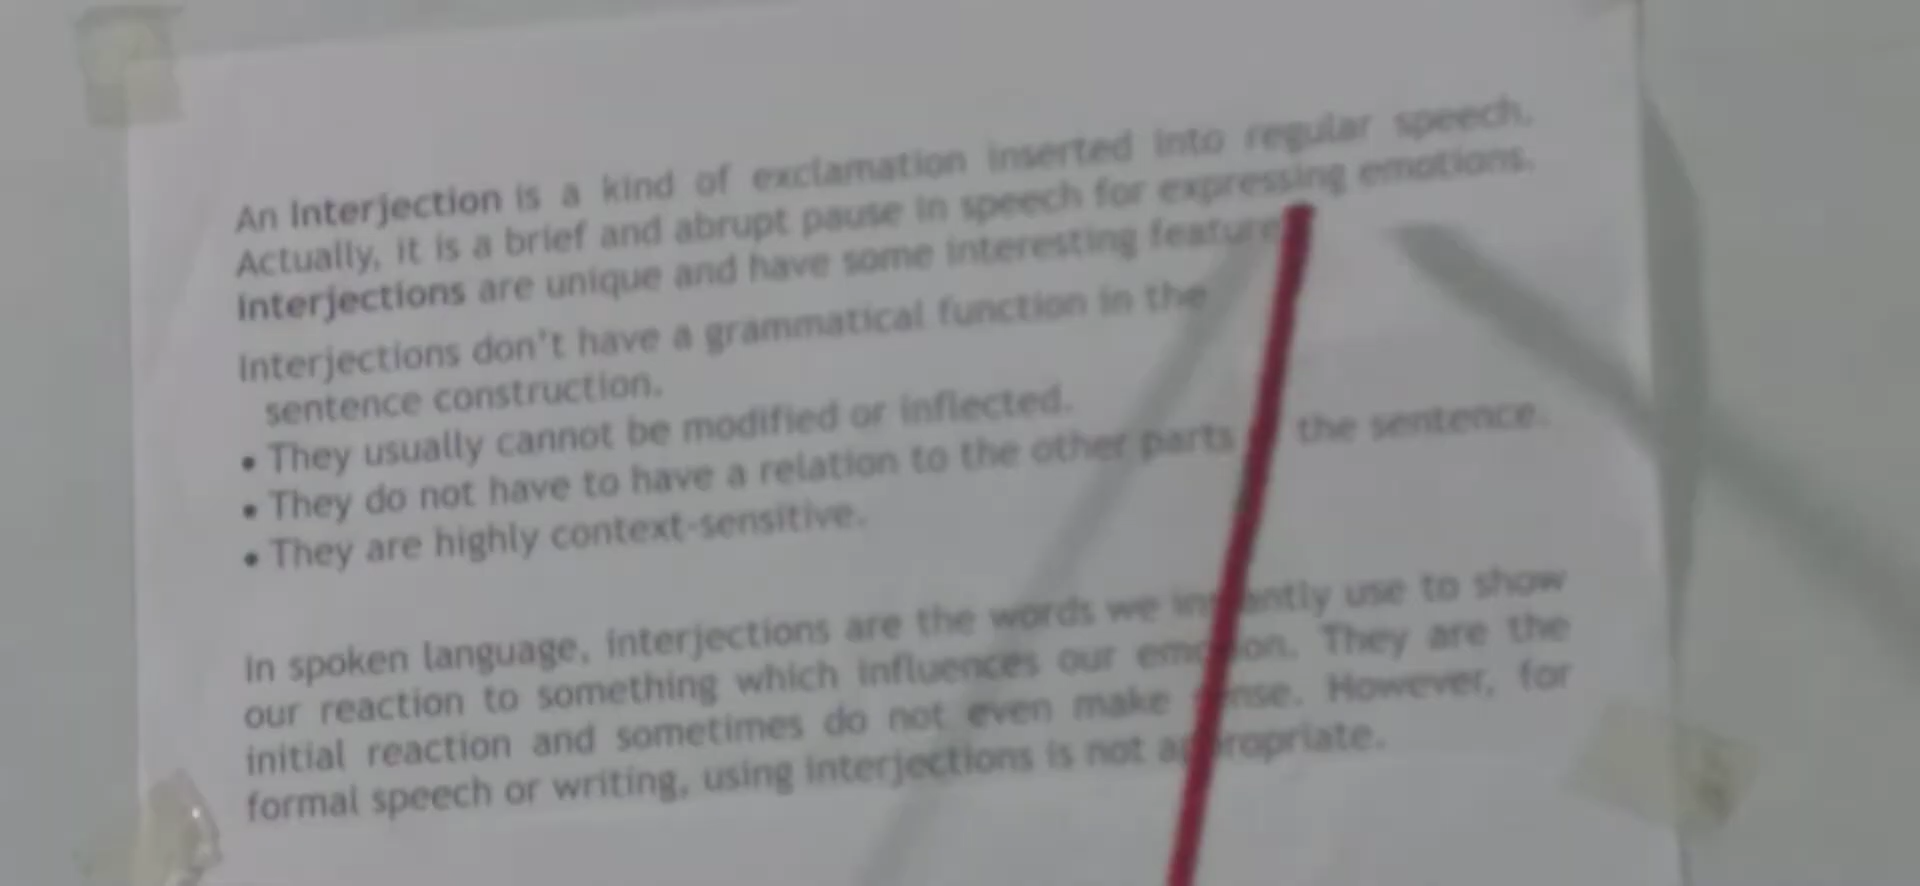 An interjection is a kind of exclamation inserted into regular speech.
Actually, it is a brief and abrupt pause in speech for expressing emotions.
Interjections are unique and have some interesting feature
Interjections don't have a grammatical function in the
sentence construction.
• They usually cannot be modified or inflected.
• They do not have to have a relation to the other parts the sentence.
• They are highly context-sensitive.
In spoken language, interjections are the words we instantly use to show
our reaction to something which influences our emotion. They are the
initial reaction and sometimes do not even make sense. However, for
formal speech or writing, using interjections is not appropriate.